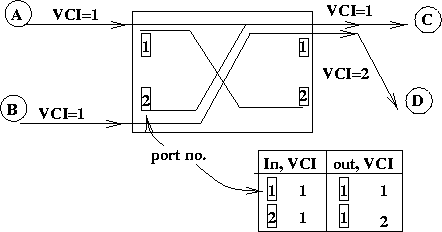 A
VCI=1
VCI=1
C
1
1
VCI=2
2
2
B
VCI=1
D
port no.
In, VCI out, VCI
1 1 1 1
2 1 1 2